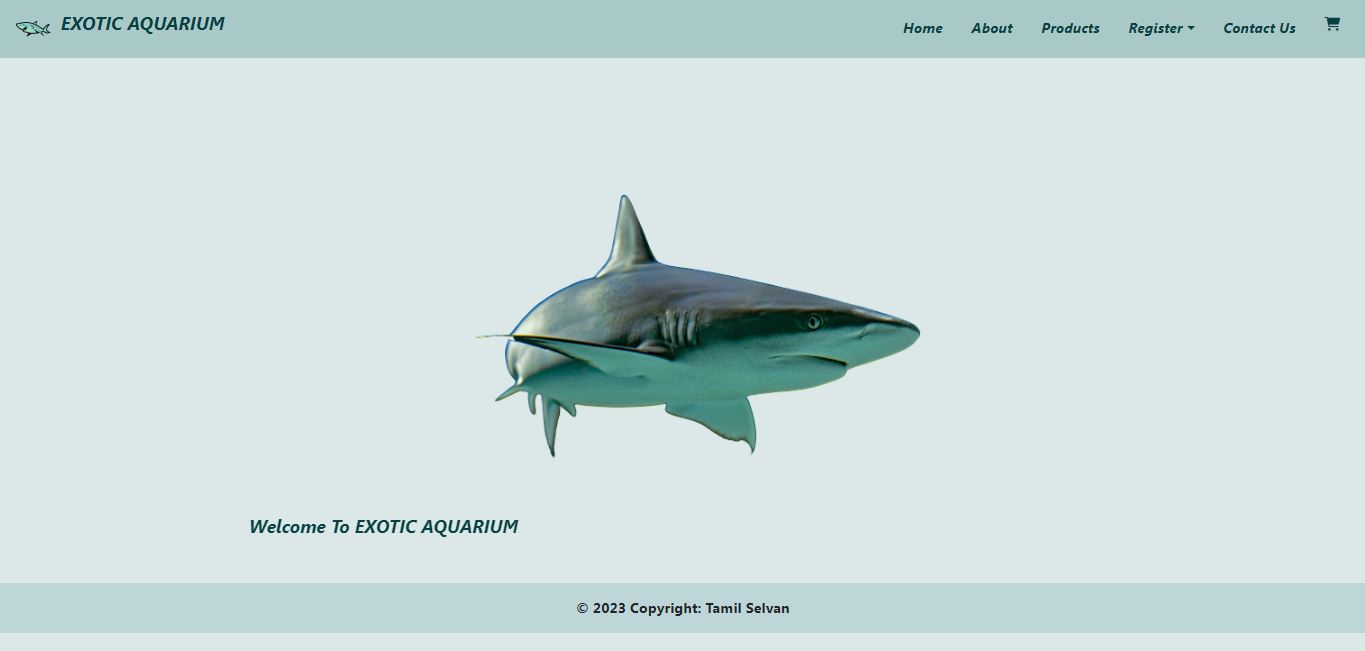 EXOTIC AQUARIUM
Home About Products Register Contact Us
Welcome To EXOTIC AQUARIUM
© 2023 Copyright: Tamil Selvan